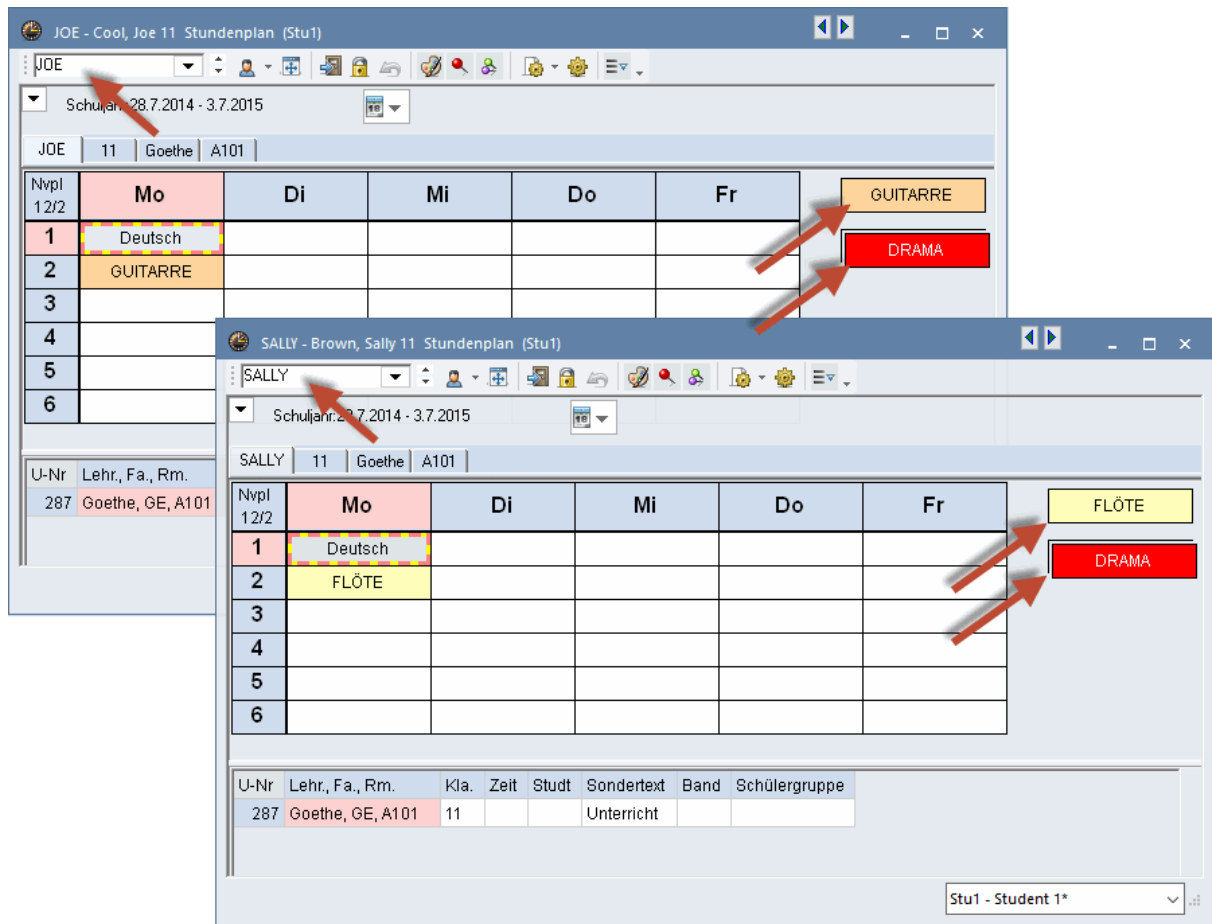 JOE - Cool, Joe 11 Stundenplan (Stu1)
JOE
Schuljahr:28.7.2014 - 3.7.2015
JOE 11 Goethe A101
Nvpl 12/2 Mo Di Mi Do Fr
GUITARRE
1 Deutsch
DRAMA
2 GUITARRE
3
4
5
6
U-Nr Lehr., Fa., Rm.
287 Goethe, GE, A101
SALLY - Brown, Sally 11 Stundenplan (Stu1)
SALLY
Schuljahr:28.7.2014 - 3.7.2015
SALLY 11 Goethe A101
Nvpl 12/2 Mo Di Mi Do Fr
FLÖTE
1 Deutsch
DRAMA
2 FLÖTE
3
4
5
6
U-Nr Lehr., Fa., Rm. Kla. Zeit Studt Sondertext Band Schülergruppe
287 Goethe, GE, A101 11 Unterricht
Stu1 - Student 1*